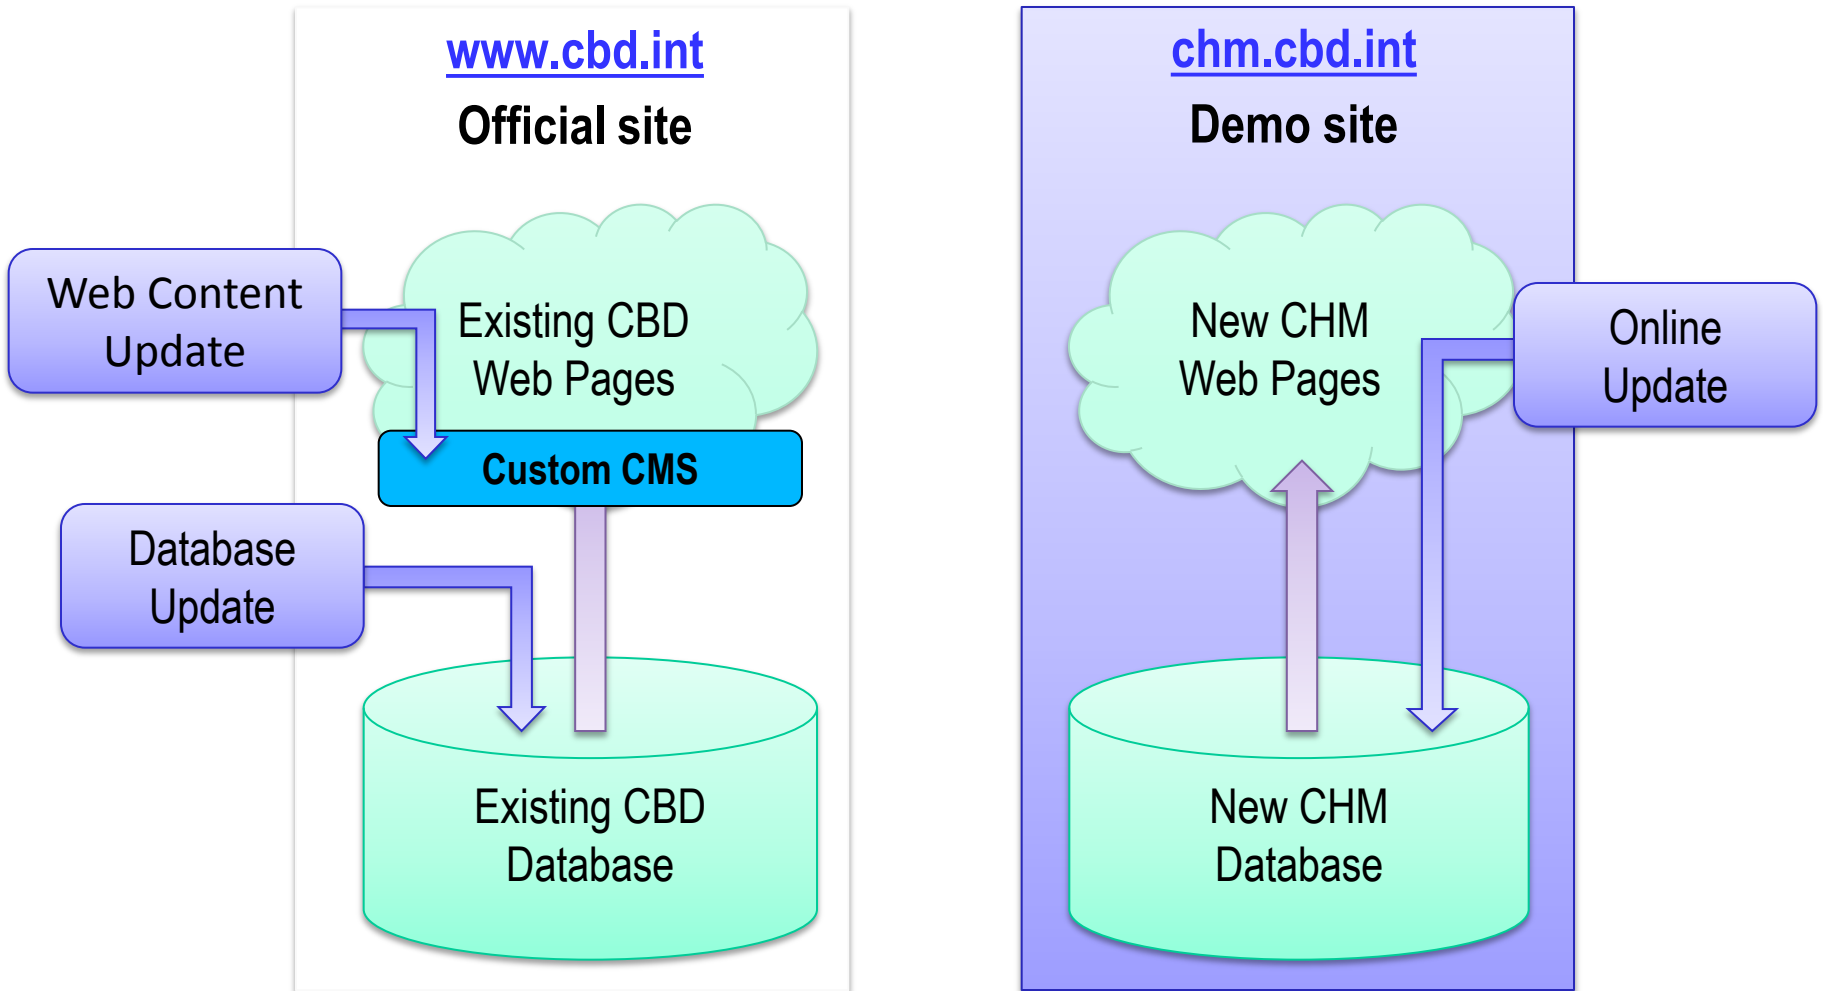 www.cbd.int
Official site
Web Content
Update
Existing CBD
Web Pages
Custom CMS
Database
Update
Existing CBD
Database
chm.cbd.int
Demo site
New CHM
Web Pages
Online
Update
New CHM
Database